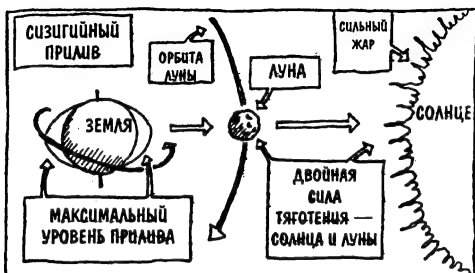 СИЗИГИЙНЫЙ
ПРИЛИВ
ОРБИТА
ЛУНЫ
ЛУНА
СИЛЬНЫЙ
ЖАР
СОЛНЦЕ
ЗЕМЛЯ
МАКСИМАЛЬНЫЙ
УРОВЕНЬ ПРИЛИВА
ДВОЙНАЯ
СИЛА
ТЯГОТЕНИЯ —
СОЛНЦА И ЛУНЫ